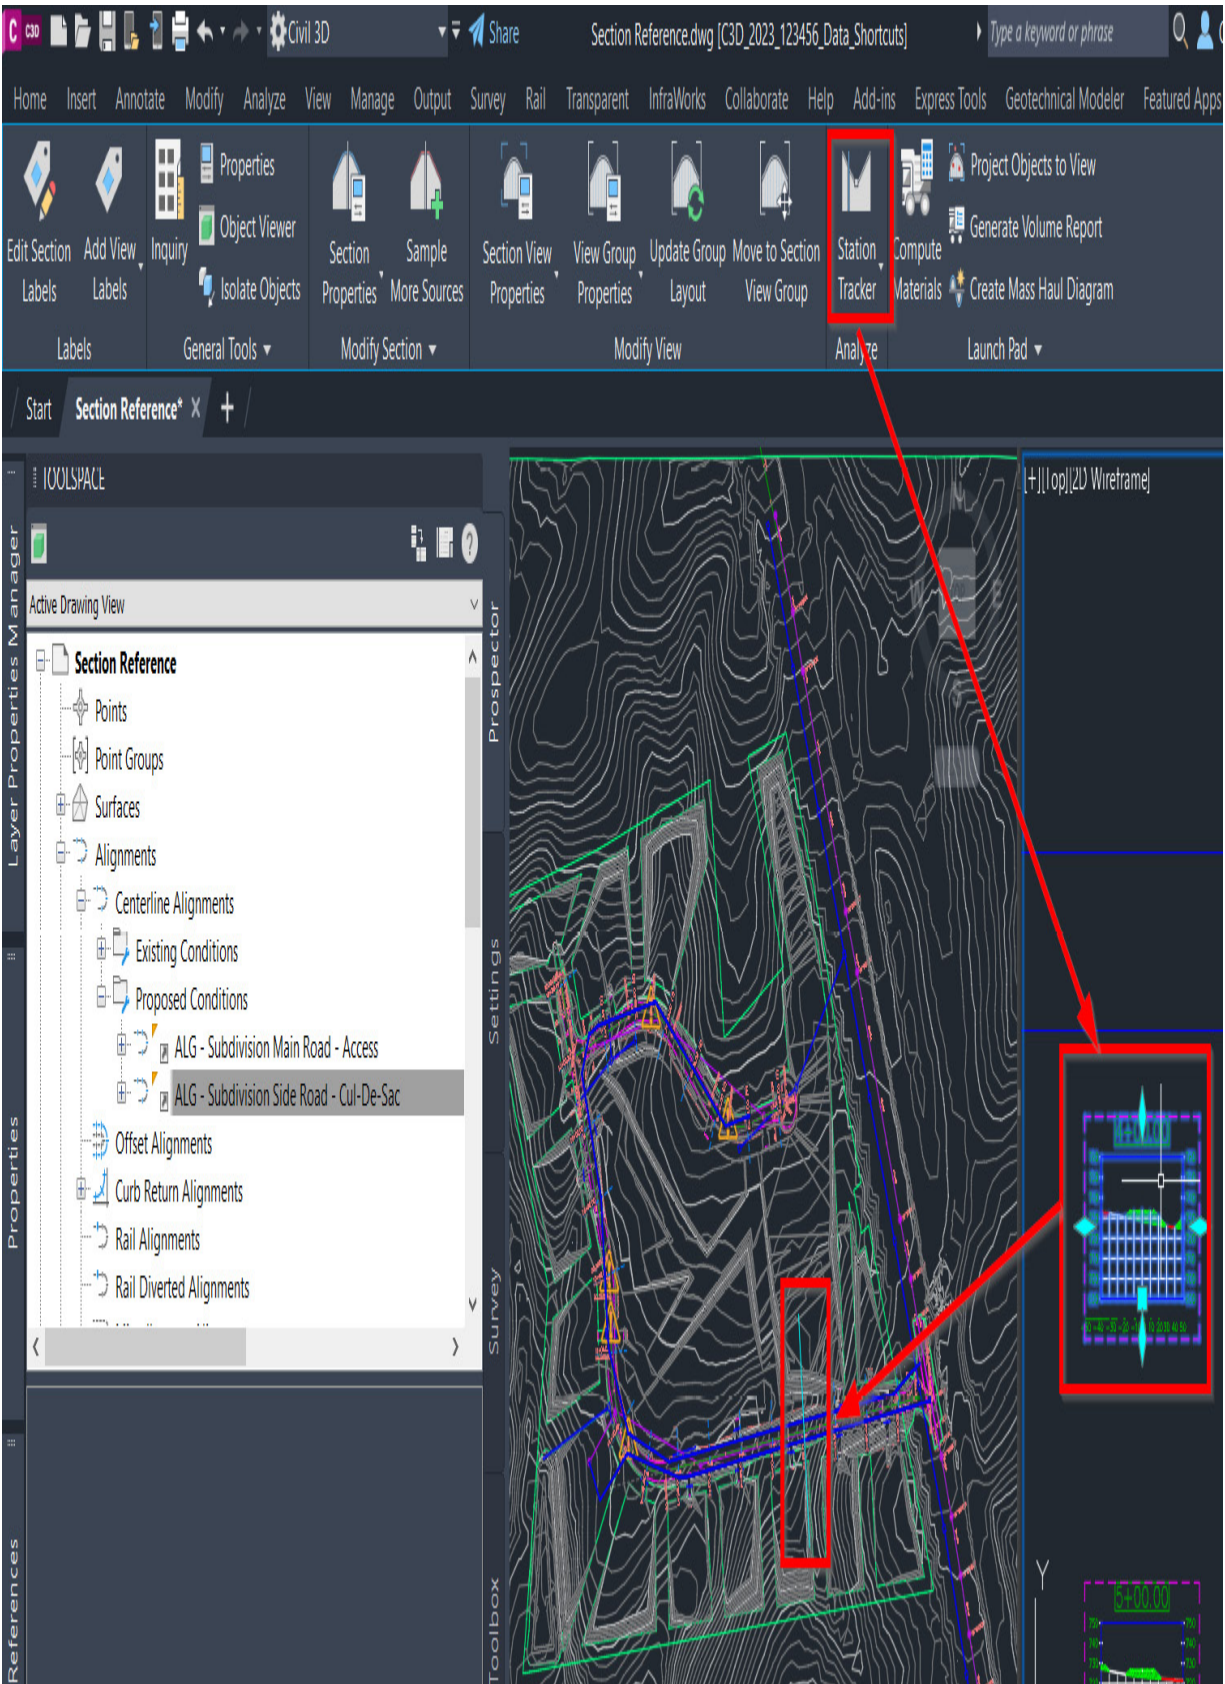 C C3D Civil 3D Share Section Reference.dwg [C3D_2023_123456_Data_Shortcuts] Type a keyword or phrase
Home Insert Annotate Modify Analyze View Manage Output Survey Rail Transparent InfraWorks Collaborate Help Add-ins Express Tools Geotechnical Modeler Featured Apps
Edit Section
Labels
Add View
Labels
Inquiry
Properties
Object Viewer
Isolate Objects
Section
Properties
Sample
More Sources
Section View
Properties
View Group
Properties
Update Group
Layout
Move to Section
View Group
Station
Tracker
Compute
Materials
Project Objects to View
Generate Volume Report
Create Mass Haul Diagram
Labels General Tools Modify Section Modify View Analyze Launch Pad
Start Section Reference* X +
TOOLSPACE
[+][Top][2D Wireframe]
Active Drawing View
Section Reference
Points
Point Groups
Surfaces
Alignments
Centerline Alignments
Existing Conditions
Proposed Conditions
ALG - Subdivision Main Road - Access
ALG - Subdivision Side Road - Cul-De-Sac
Offset Alignments
Curb Return Alignments
Rail Alignments
Rail Diverted Alignments
Layer Properties Manager
Properties
References
Prospector
Settings
Survey
Toolbox
W
E
S
4+00.00
Y
5+00.00